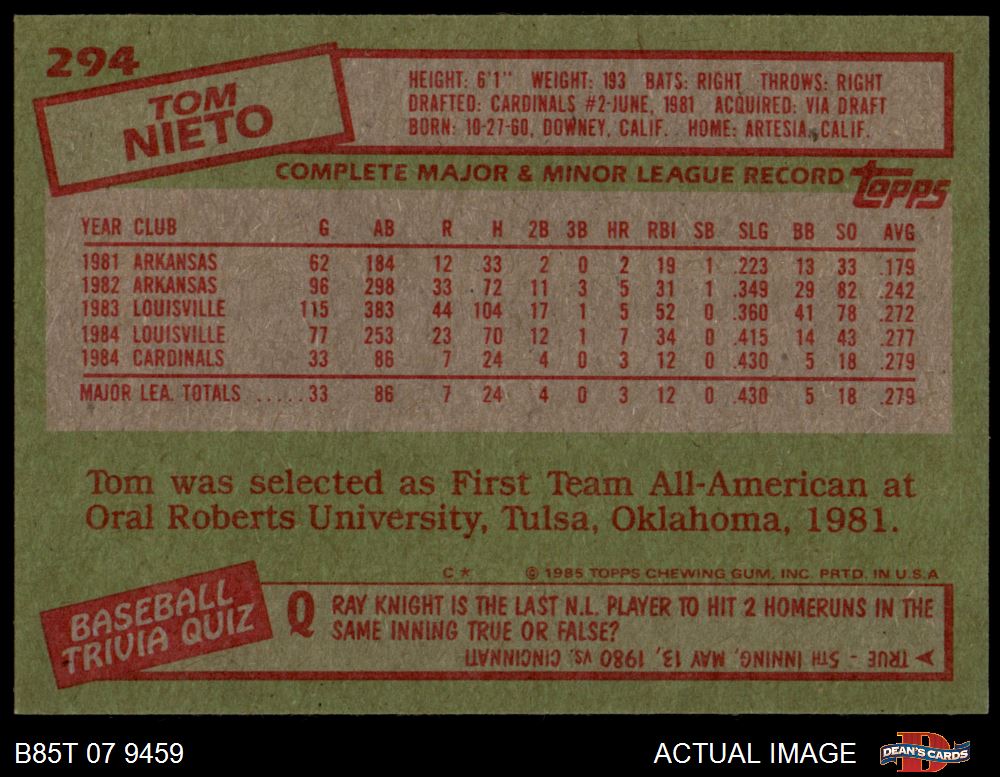 294
TOM
NIETO
HEIGHT: 6'1" WEIGHT: 193 BATS: RIGHT THROWS: RIGHT
DRAFTED: CARDINALS #2-JUNE, 1981 ACQUIRED: VIA DRAFT
BORN: 10-27-60, DOWNEY, CALIF. HOME: ARTESIA, CALIF.
COMPLETE MAJOR & MINOR LEAGUE RECORD topps
YEAR CLUB G AB R H 2B 3B HR RBI SB SLG BB SO AVG
1981 ARKANSAS 62 184 12 33 2 0 2 19 1 .223 13 33 .179
1982 ARKANSAS 96 298 33 72 11 3 5 31 1 .349 29 82 .242
1983 LOUISVILLE 115 383 44 104 17 1 5 52 0 .360 41 78 .272
1984 LOUISVILLE 77 253 23 70 12 1 7 34 0 .415 14 43 .277
1984 CARDINALS 33 86 7 24 4 0 3 12 0 .430 5 18 .279
MAJOR LEA. TOTALS .....33 86 7 24 4 0 3 12 0 .430 5 18 .279
Tom was selected as First Team All-American at
Oral Roberts University, Tulsa, Oklahoma, 1981.
C* © 1985 TOPPS CHEWING GUM, INC. PRTD. IN U.S.A
BASEBALL
TRIVIA QUIZ
Q RAY KNIGHT IS THE LAST N.L. PLAYER TO HIT 2 HOMERUNS IN THE
SAME INNING TRUE OR FALSE?
TRUE - 5TH INNING, MAY 13, 1980 vs. CINCINNATI
B85T 07 9459
ACTUAL IMAGE
D
DEAN'S CARDS